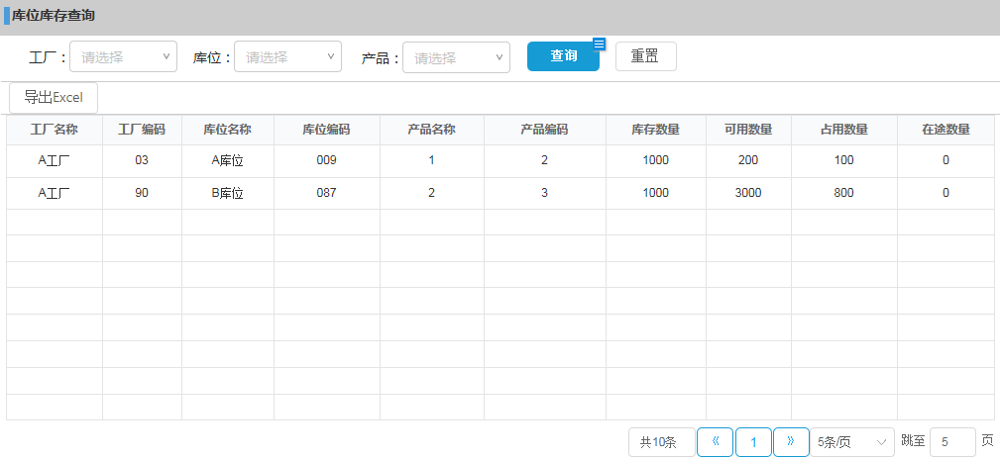 库位库存查询
工厂： 请选择 库位： 请选择 产品： 请选择 查询 重置
导出Excel
工厂名称 工厂编码 库位名称 库位编码 产品名称 产品编码 库存数量 可用数量 占用数量 在途数量
A工厂 03 A库位 009 1 2 1000 200 100 0
A工厂 90 B库位 087 2 3 1000 3000 800 0
共10条 《 1 》 5条/页 跳至 5 页